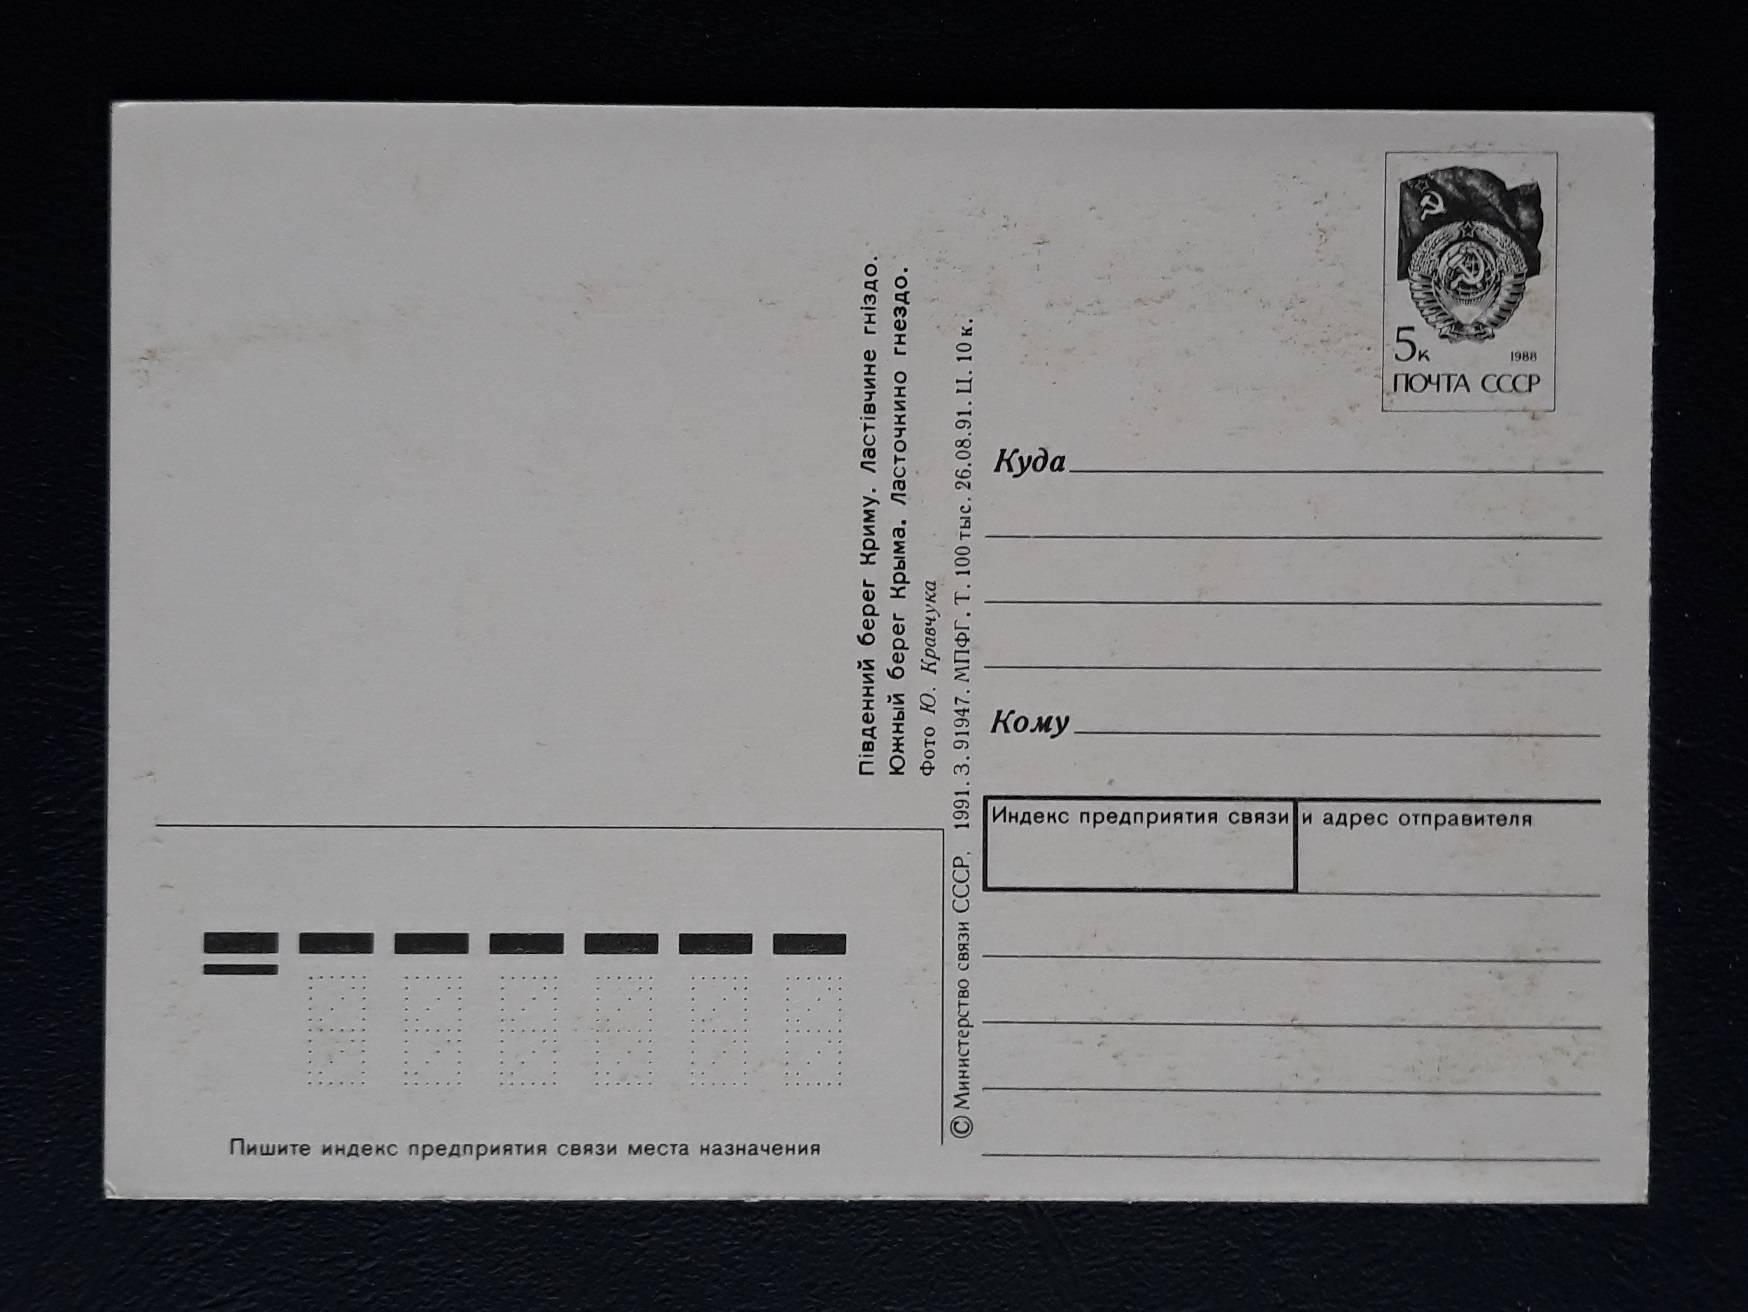 Південний берег Криму. Ластівчине гніздо.
Южный берег Крыма. Ласточкино гнездо.
Фото Ю. Кравчука
© Министерство связи СССР, 1991. З. 91947. МПФГ. Т. 100 тыс. 26.08.91. Ц. 10 к.
5к 1988
ПОЧТА СССР
Куда
Кому
Индекс предприятия связи и адрес отправителя
Пишите индекс предприятия связи места назначения